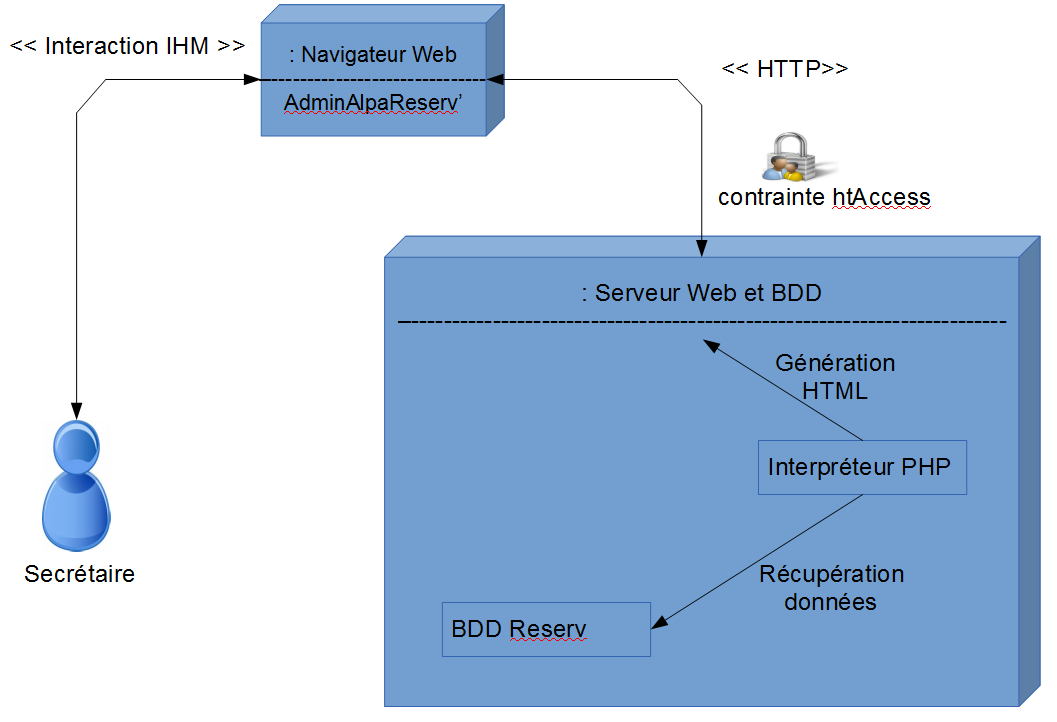 << Interaction IHM >>
: Navigateur Web
AdminAlpaReserv’
<< HTTP>>
contrainte htAccess
: Serveur Web et BDD
Génération
HTML
Interpréteur PHP
Récupération
données
BDD Reserv
Secrétaire